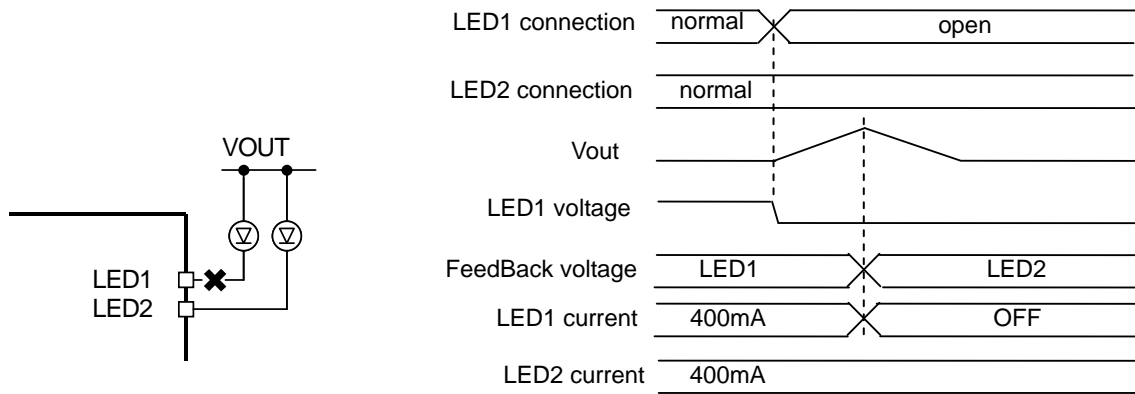 VOUT
LED1
LED2
LED1 connection normal open
LED2 connection normal
Vout
LED1 voltage
FeedBack voltage LED1 LED2
LED1 current 400mA OFF
LED2 current 400mA